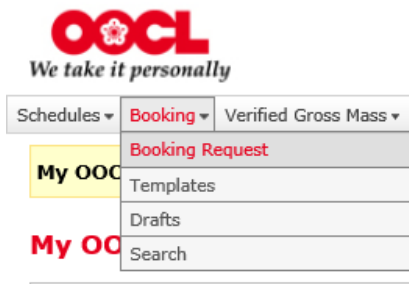 OOCL
We take it personally
Schedules Booking Verified Gross Mass
Booking Request
My OOC
Templates
Drafts
My OO
Search